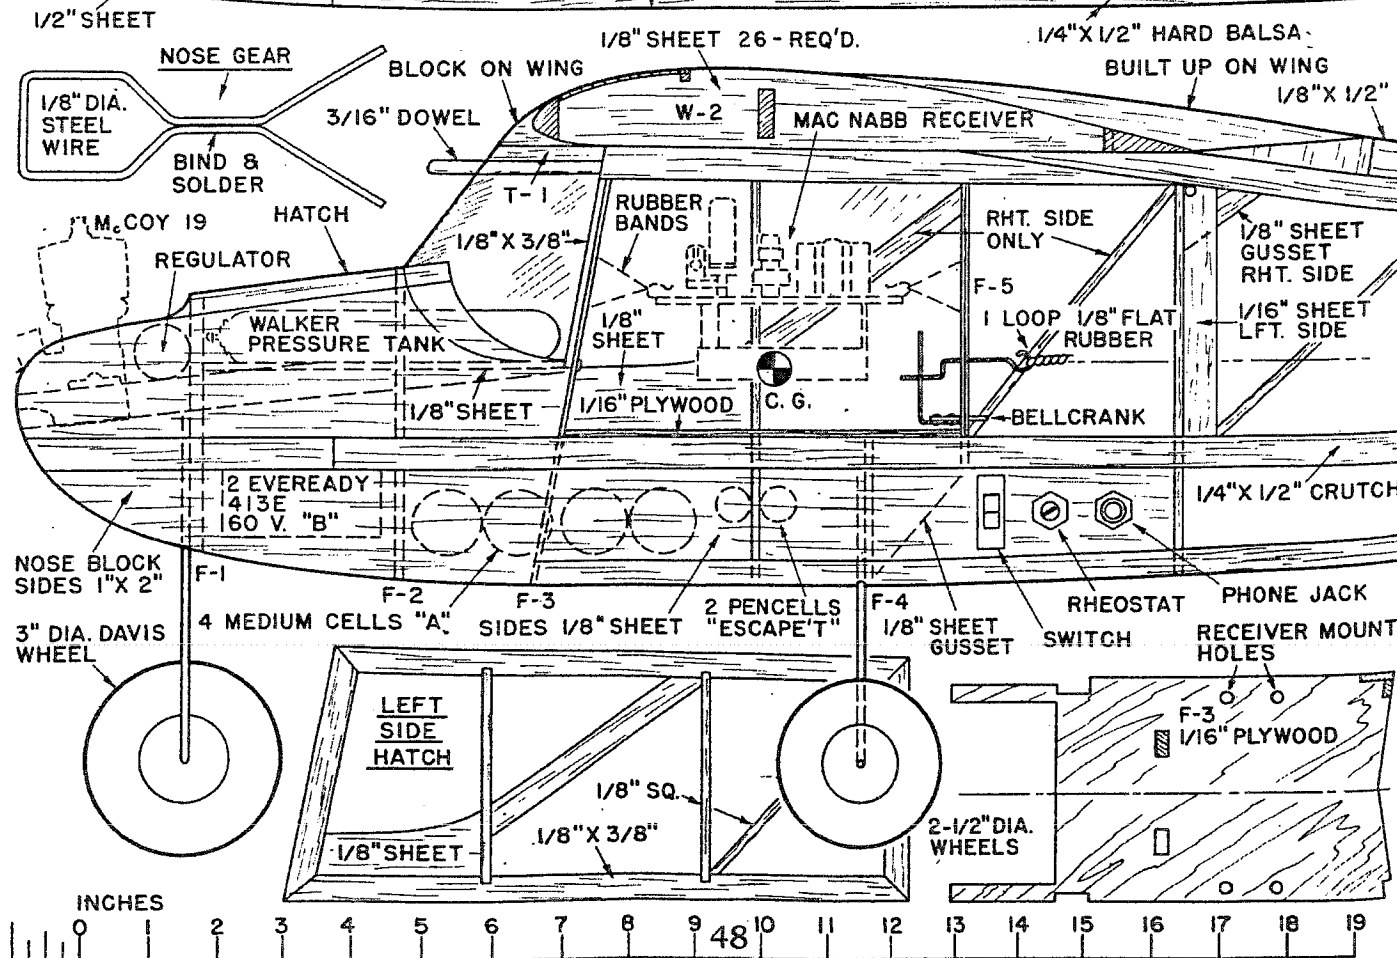 1/2" SHEET
NOSE GEAR
1/8" DIA.
STEEL
WIRE
BIND &
SOLDER
BLOCK ON WING
3/16" DOWEL
1/8" SHEET 26-REQ'D.
1/4" X 1/2" HARD BALSA
BUILT UP ON WING
1/8" X 1/2"
W-2
MAC NABB RECEIVER
T-1
McCOY 19
HATCH
REGULATOR
1/8" X 3/8"
RUBBER
BANDS
RHT. SIDE
ONLY
1/8" SHEET
GUSSET
RHT. SIDE
F-5
WALKER
PRESSURE TANK
1/8"
SHEET
1 LOOP 1/8" FLAT
RUBBER
1/16" SHEET
LFT. SIDE
1/8" SHEET
1/16" PLYWOOD
C. G.
BELLCRANK
2 EVEREADY
413E
60 V. "B"
1/4" X 1/2" CRUTCH
NOSE BLOCK
SIDES 1" X 2"
F-1
F-2
F-3
F-4
4 MEDIUM CELLS "A"
SIDES 1/8" SHEET
2 PENCELLS
"ESCAPE'T"
1/8" SHEET
GUSSET
SWITCH
RHEOSTAT
PHONE JACK
3" DIA. DAVIS
WHEEL
RECEIVER MOUNT
HOLES
LEFT
SIDE
HATCH
F-3
1/16" PLYWOOD
1/8" SQ.
1/8" X 3/8"
1/8" SHEET
2-1/2" DIA.
WHEELS
INCHES
0 1 2 3 4 5 6 7 8 9 10 11 12 13 14 15 16 17 18 19
48